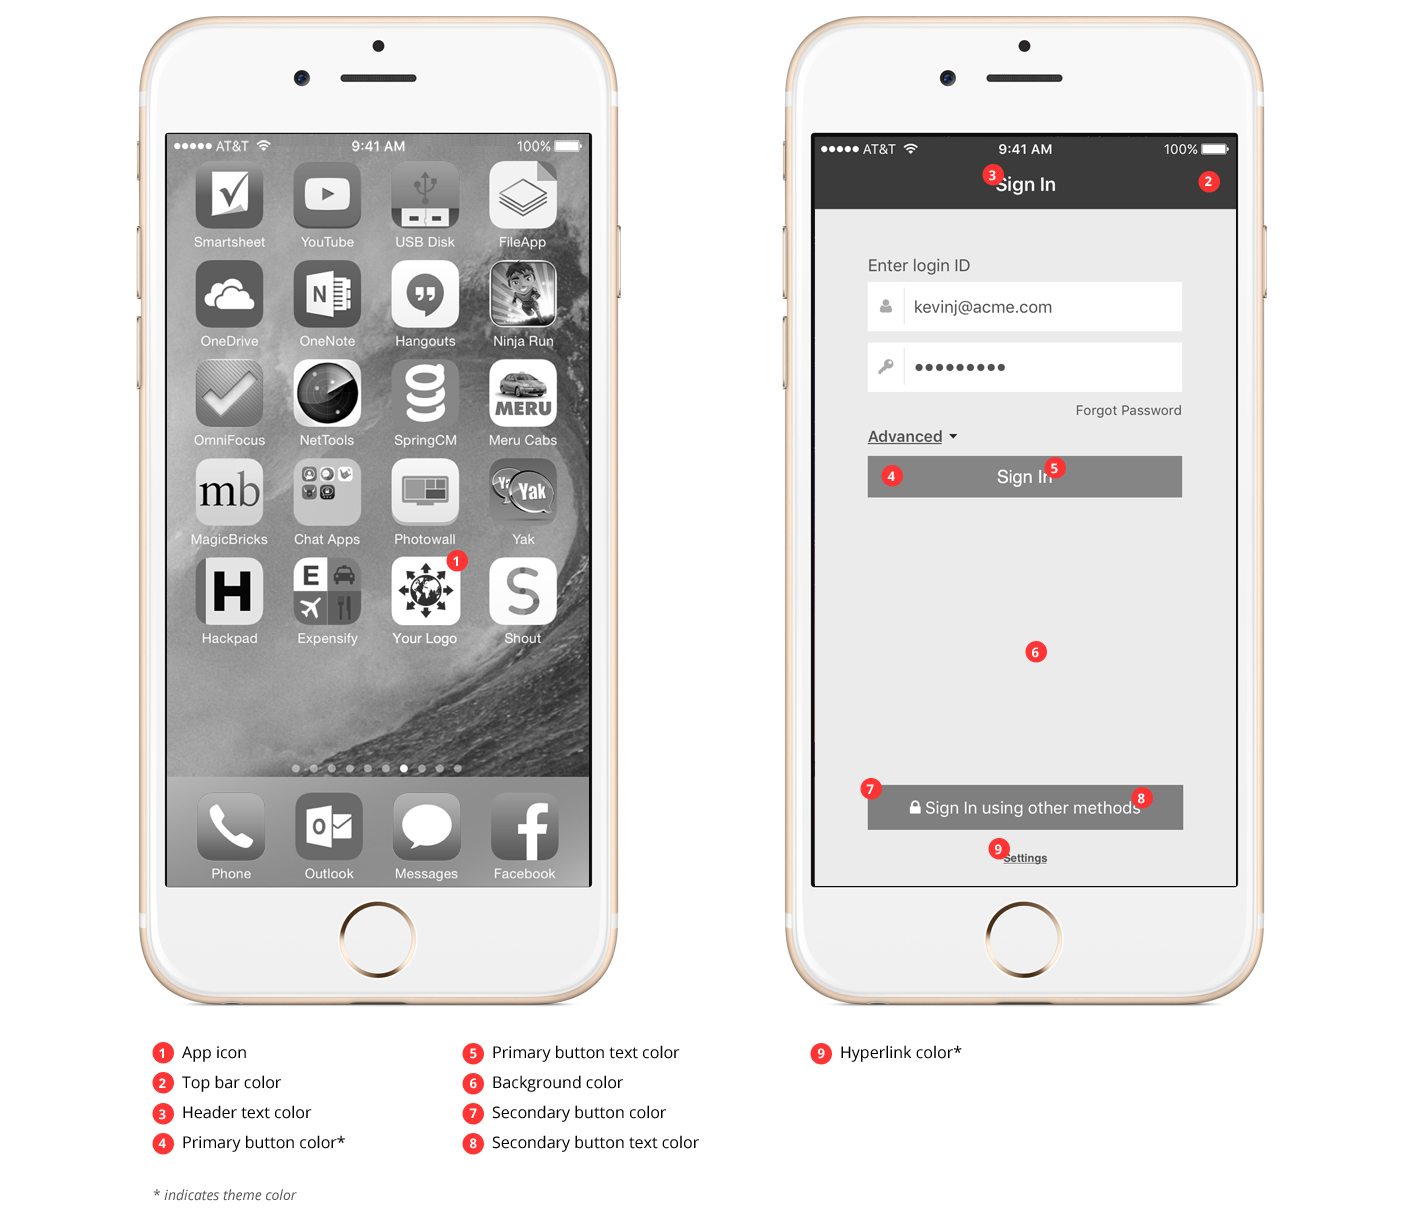 AT&T 9:41 AM 100%
Smartsheet YouTube USB Disk FileApp
N
OneDrive OneNote Hangouts Ninja Run
MERU
OmniFocus NetTools SpringCM Meru Cabs
mb Ya Yak
MagicBricks Chat Apps Photowall Yak
1
H E S
Hackpad Expensify Your Logo Shout
O f
Phone Outlook Messages Facebook
AT&T 9:41 AM 100%
3 Sign In 2
Enter login ID
kevinj@acme.com
Forgot Password
Advanced
4 Sign In 5
6
7 Sign In using other methods 8
9 Settings
1 App icon
2 Top bar color
3 Header text color
4 Primary button color*
5 Primary button text color
6 Background color
7 Secondary button color
8 Secondary button text color
9 Hyperlink color*
* indicates theme color